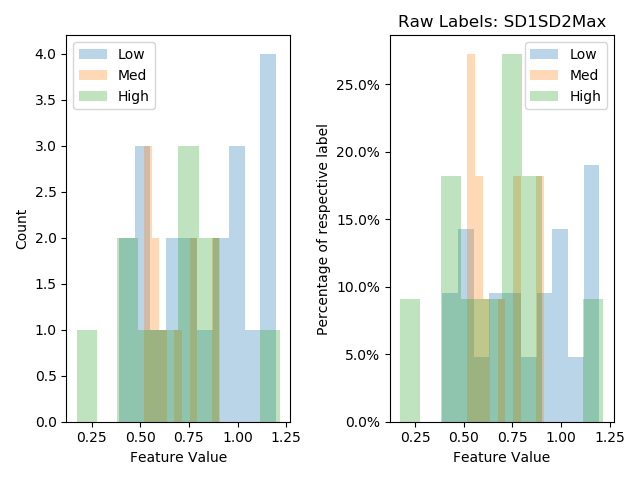 Raw Labels: SD1SD2Max
Low
Med
High
Count
4.0
3.5
3.0
2.5
2.0
1.5
1.0
0.5
0.0
0.25
0.50
0.75
1.00
1.25
Feature Value
Low
Med
High
Percentage of respective label
25.0%
20.0%
15.0%
10.0%
5.0%
0.0%
0.25
0.50
0.75
1.00
1.25
Feature Value